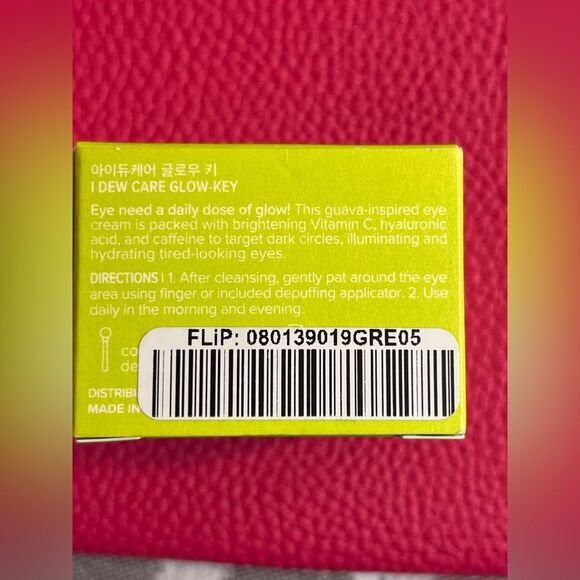 아이듀케어 글로우 키
I DEW CARE GLOW-KEY
Eye need a daily dose of glow! This guava-inspired eye
cream is packed with brightening Vitamin C, hyaluronic
acid, and caffeine to target dark circles, illuminating and
hydrating tired-looking eyes.
DIRECTIONS | 1. After cleansing, gently pat around the eye
area using finger or included depuffing applicator. 2. Use
daily in the morning and evening.
FLiP: 080139019GRE05
co
de
DISTRIBU
MADE IN